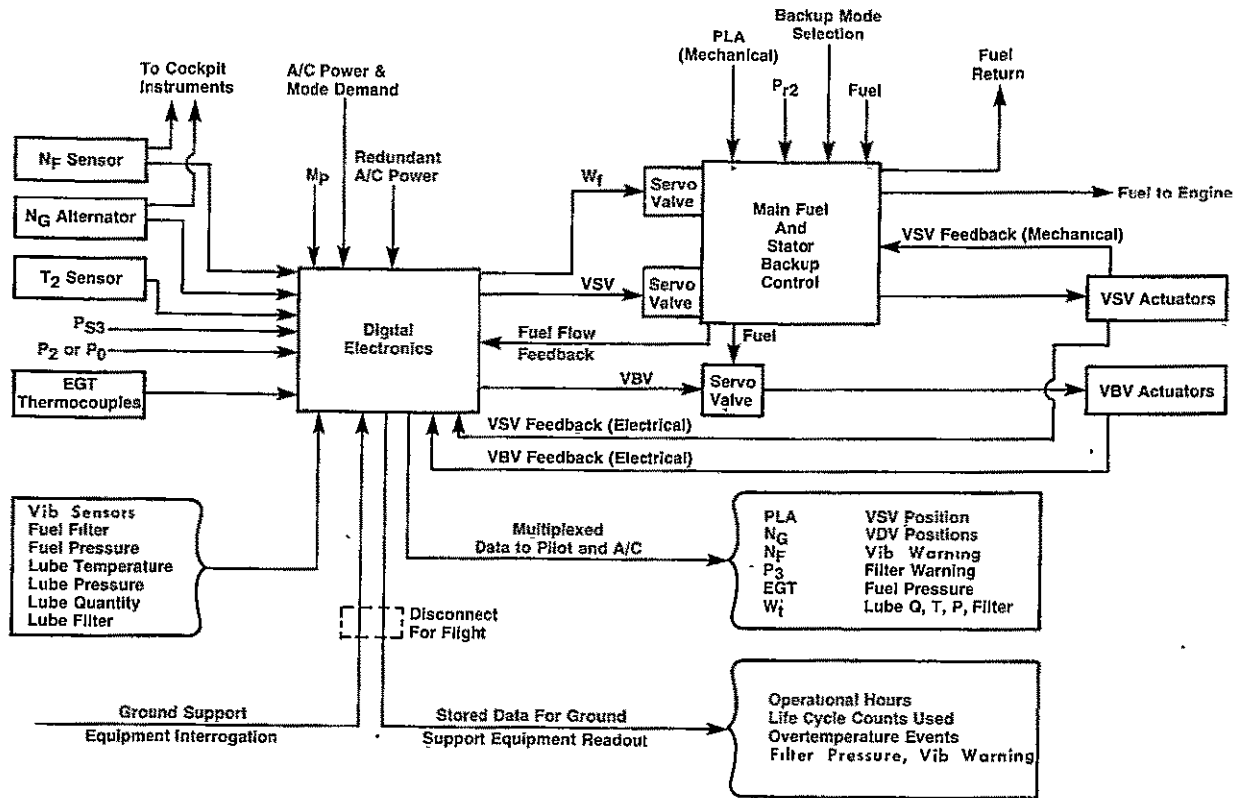 Backup Mode
Selection
PLA
(Mechanical)
Fuel
Return
To Cockpit
Instruments
A/C Power &
Mode Demand
Pr2
Fuel
NF Sensor
Redundant
A/C Power
MP
Wf
Servo
Valve
Main Fuel
And
Stator
Backup
Control
Fuel to Engine
NG Alternator
VSV Feedback (Mechanical)
T2 Sensor
VSV
Servo
Valve
VSV Actuators
PS3
Digital
Electronics
Fuel Flow
Feedback
Fuel
P2 or P0
EGT
Thermocouples
VBV
Servo
Valve
VBV Actuators
VSV Feedback (Electrical)
VBV Feedback (Electrical)
Vib Sensors
Fuel Filter
Fuel Pressure
Lube Temperature
Lube Pressure
Lube Quantity
Lube Filter
Multiplexed
Data to Pilot and A/C
PLA VSV Position
NG VDV Positions
NF Vib Warning
P3 Filter Warning
EGT Fuel Pressure
Wf Lube Q, T, P, Filter
Disconnect
For Flight
Ground Support
Equipment Interrogation
Stored Data For Ground
Support Equipment Readout
Operational Hours
Life Cycle Counts Used
Overtemperature Events
Filter Pressure, Vib Warning